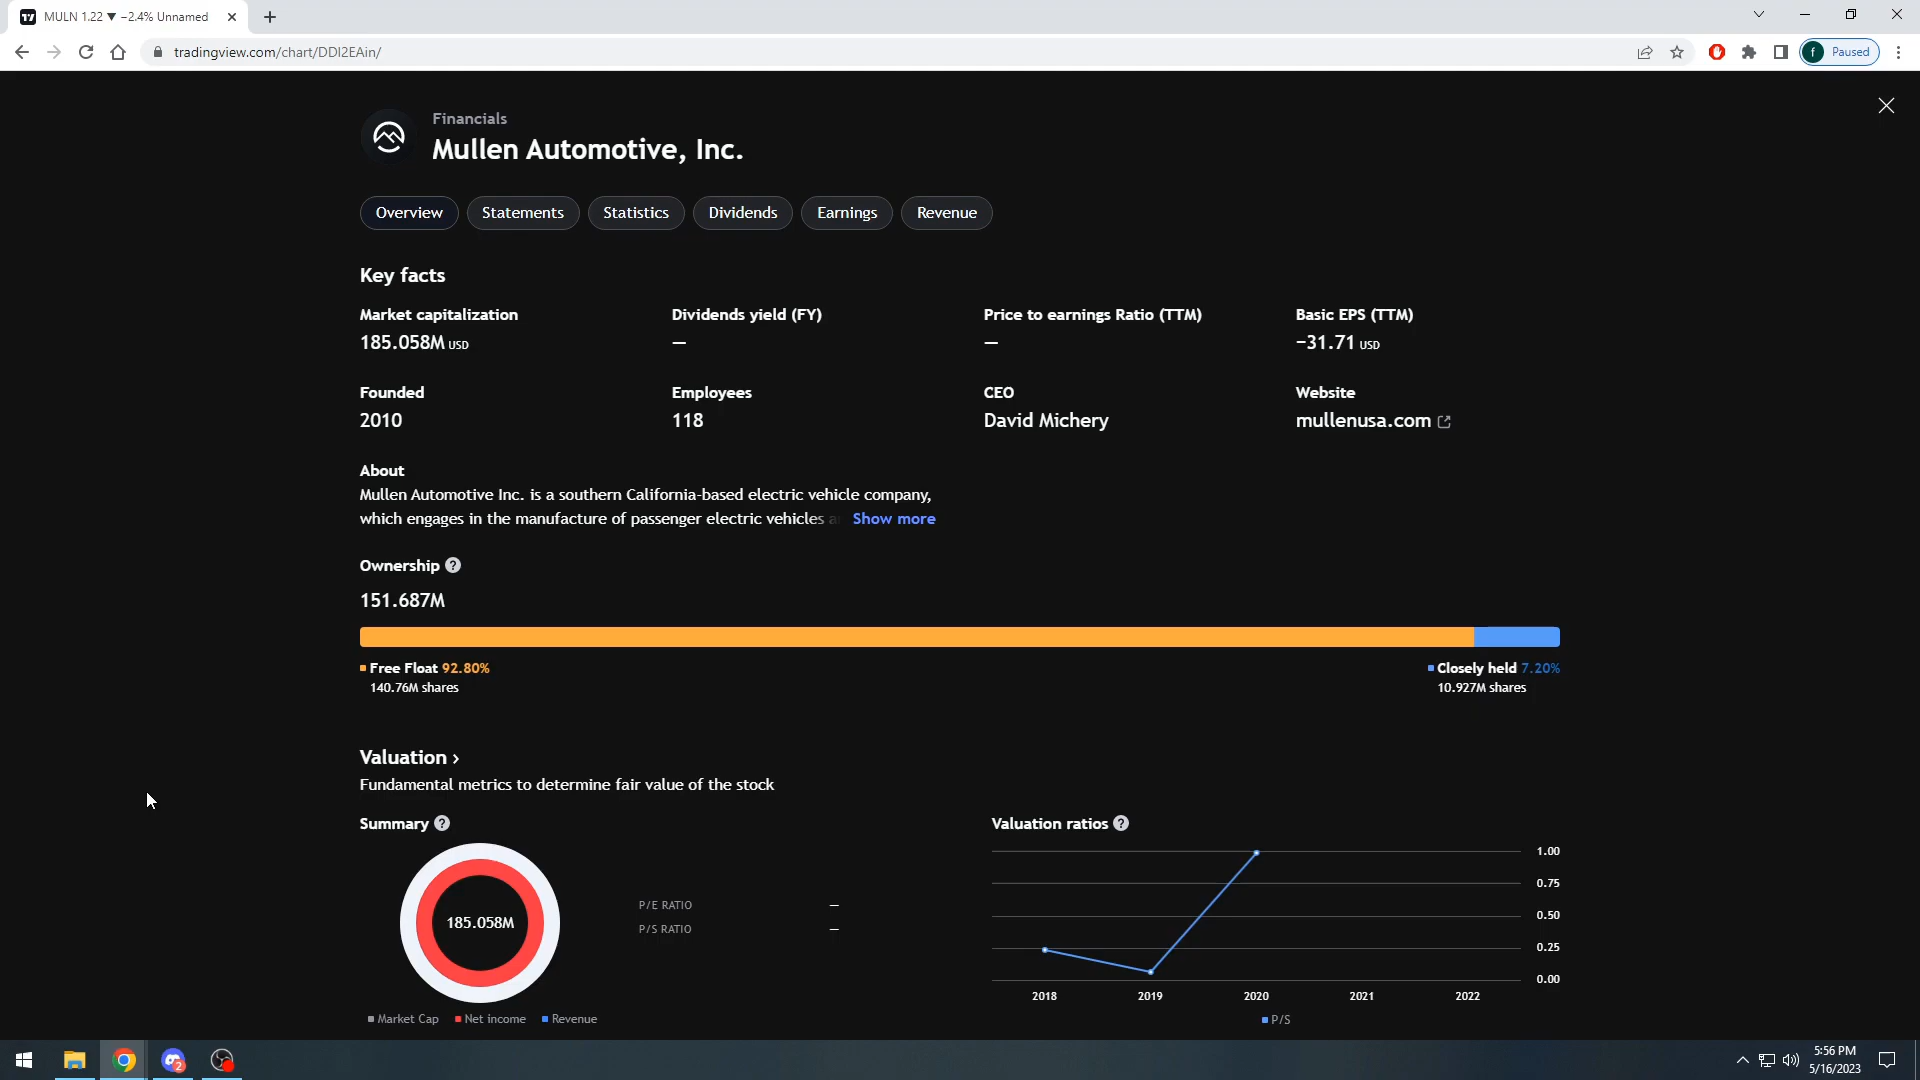 MULN 1.22 ▼ −2.4% Unnamed
tradingview.com/chart/DDI2EAin/
f Paused
Financials
Mullen Automotive, Inc.
Overview Statements Statistics Dividends Earnings Revenue
Key facts
Market capitalization Dividends yield (FY) Price to earnings Ratio (TTM) Basic EPS (TTM)
185.058M USD — — −31.71 USD
Founded Employees CEO Website
2010 118 David Michery mullenusa.com
About
Mullen Automotive Inc. is a southern California-based electric vehicle company,
which engages in the manufacture of passenger electric vehicles Show more
Ownership ?
151.687M
Free Float 92.80% Closely held 7.20%
140.76M shares 10.927M shares
Valuation ›
Fundamental metrics to determine fair value of the stock
Summary ? Valuation ratios ?
1.00
0.75
P/E RATIO —
0.50
185.058M
P/S RATIO —
0.25
0.00
2018 2019 2020 2021 2022
Market Cap Net income Revenue P/S
2
5:56 PM
5/16/2023